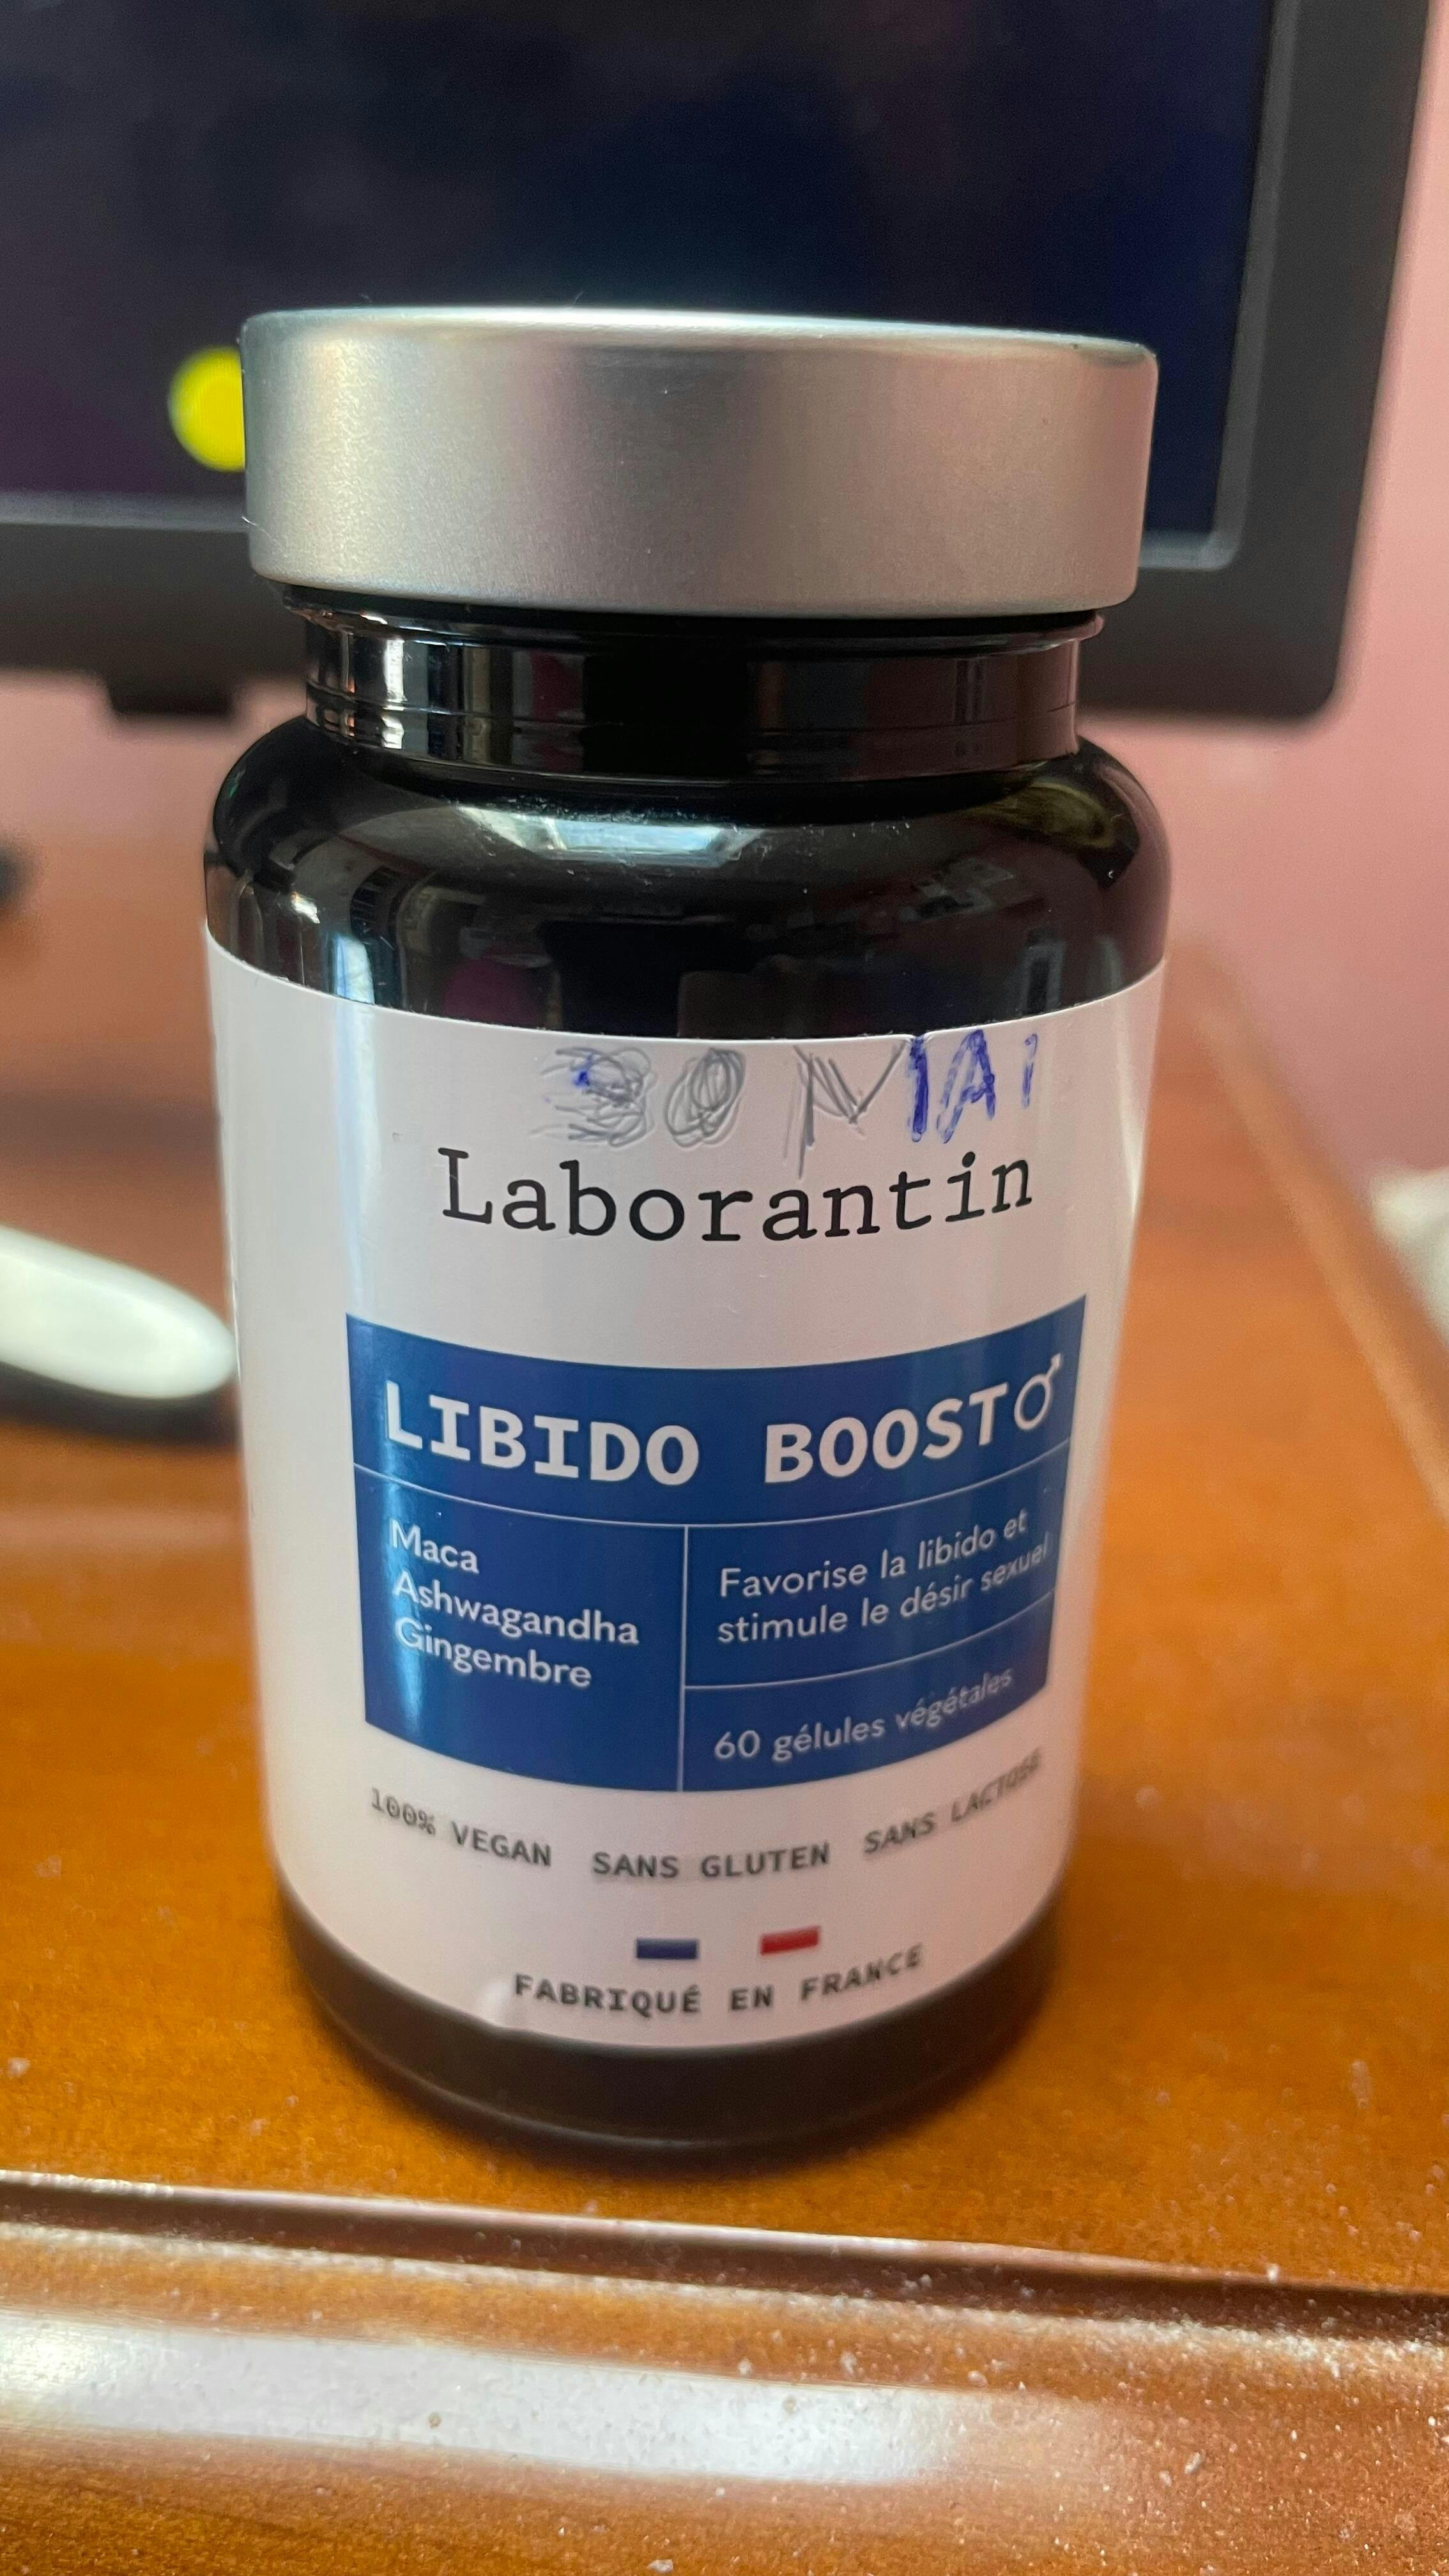 30 MAI
Laborantin
LIBIDO BOOST♂
Maca
Ashwagandha
Gingembre
Favorise la libido et
stimule le désir sexuel
60 gélules végétales
100% VEGAN SANS GLUTEN SANS LACTOSE
FABRIQUÉ EN FRANCE